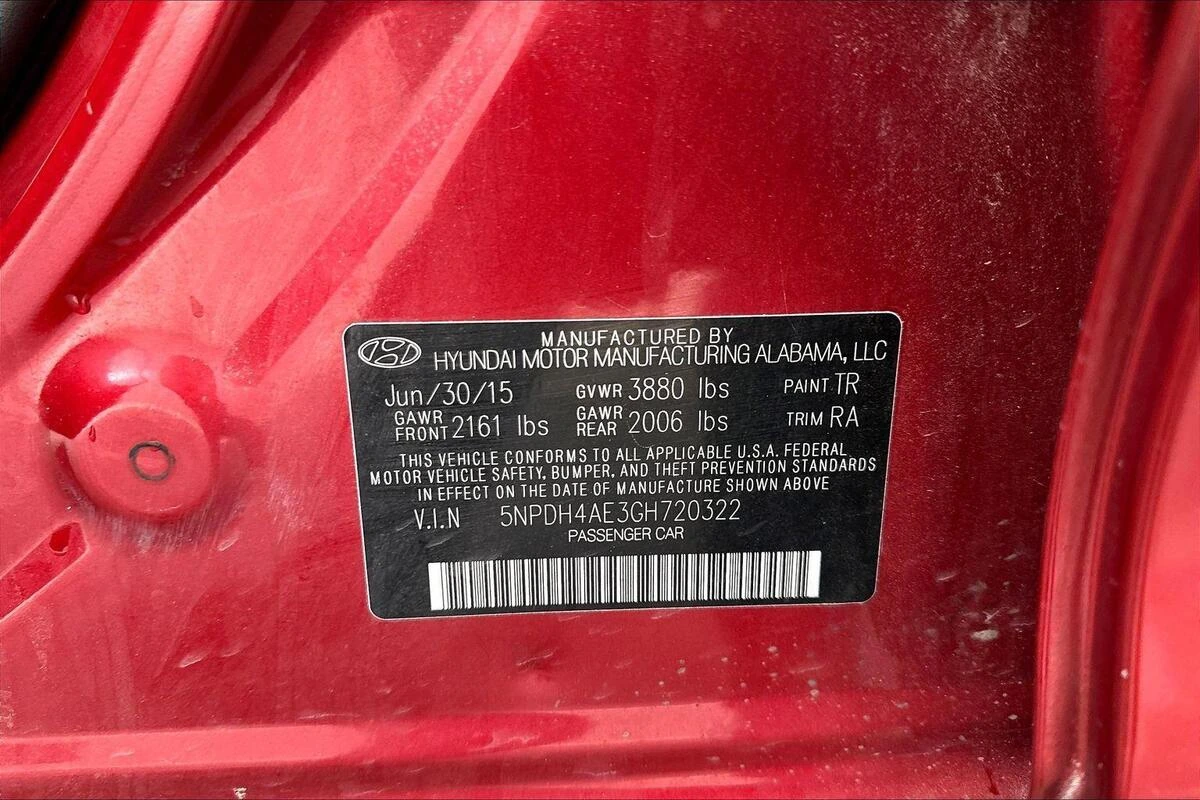 MANUFACTURED BY
HYUNDAI MOTOR MANUFACTURING ALABAMA, LLC
Jun/30/15 GVWR 3880 lbs PAINT TR
GAWR FRONT 2161 lbs GAWR REAR 2006 lbs TRIM RA
THIS VEHICLE CONFORMS TO ALL APPLICABLE U.S.A. FEDERAL
MOTOR VEHICLE SAFETY, BUMPER, AND THEFT PREVENTION STANDARDS
IN EFFECT ON THE DATE OF MANUFACTURE SHOWN ABOVE
V.I.N 5NPDH4AE3GH720322
PASSENGER CAR